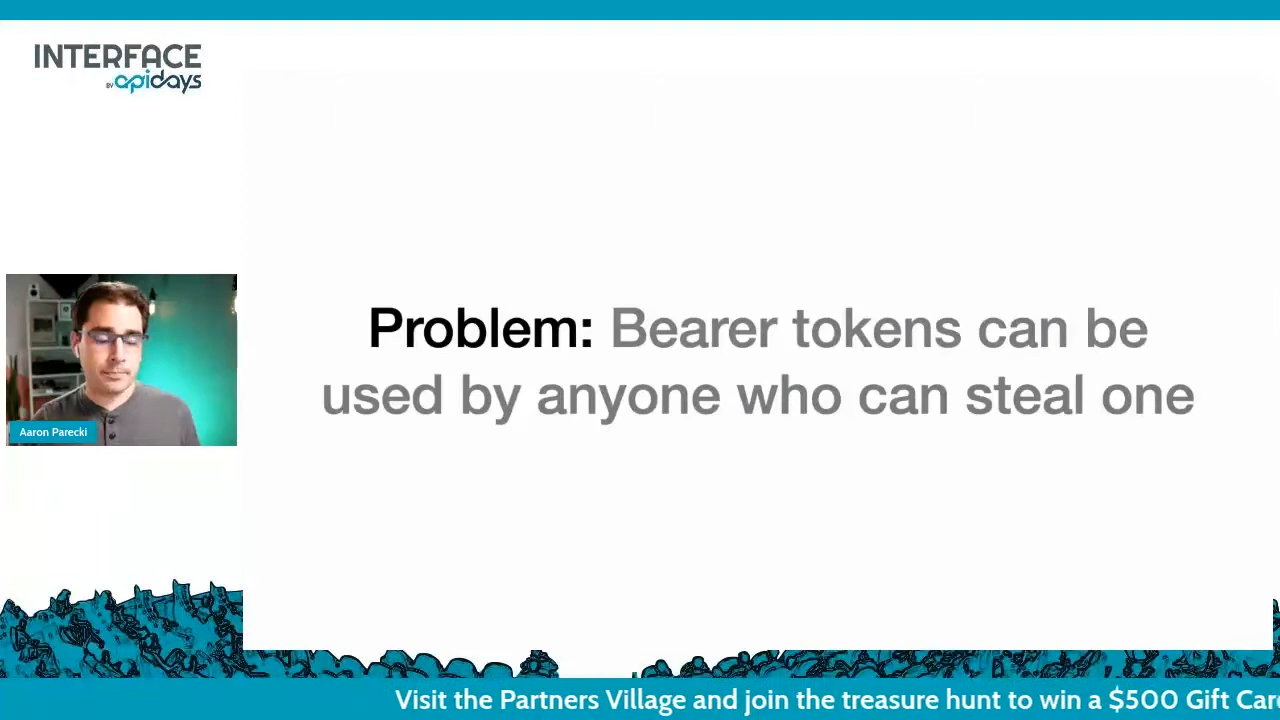 INTERFACE
BY apidays
Problem: Bearer tokens can be
used by anyone who can steal one
Aaron Parecki
Visit the Partners Village and join the treasure hunt to win a $500 Gift Car